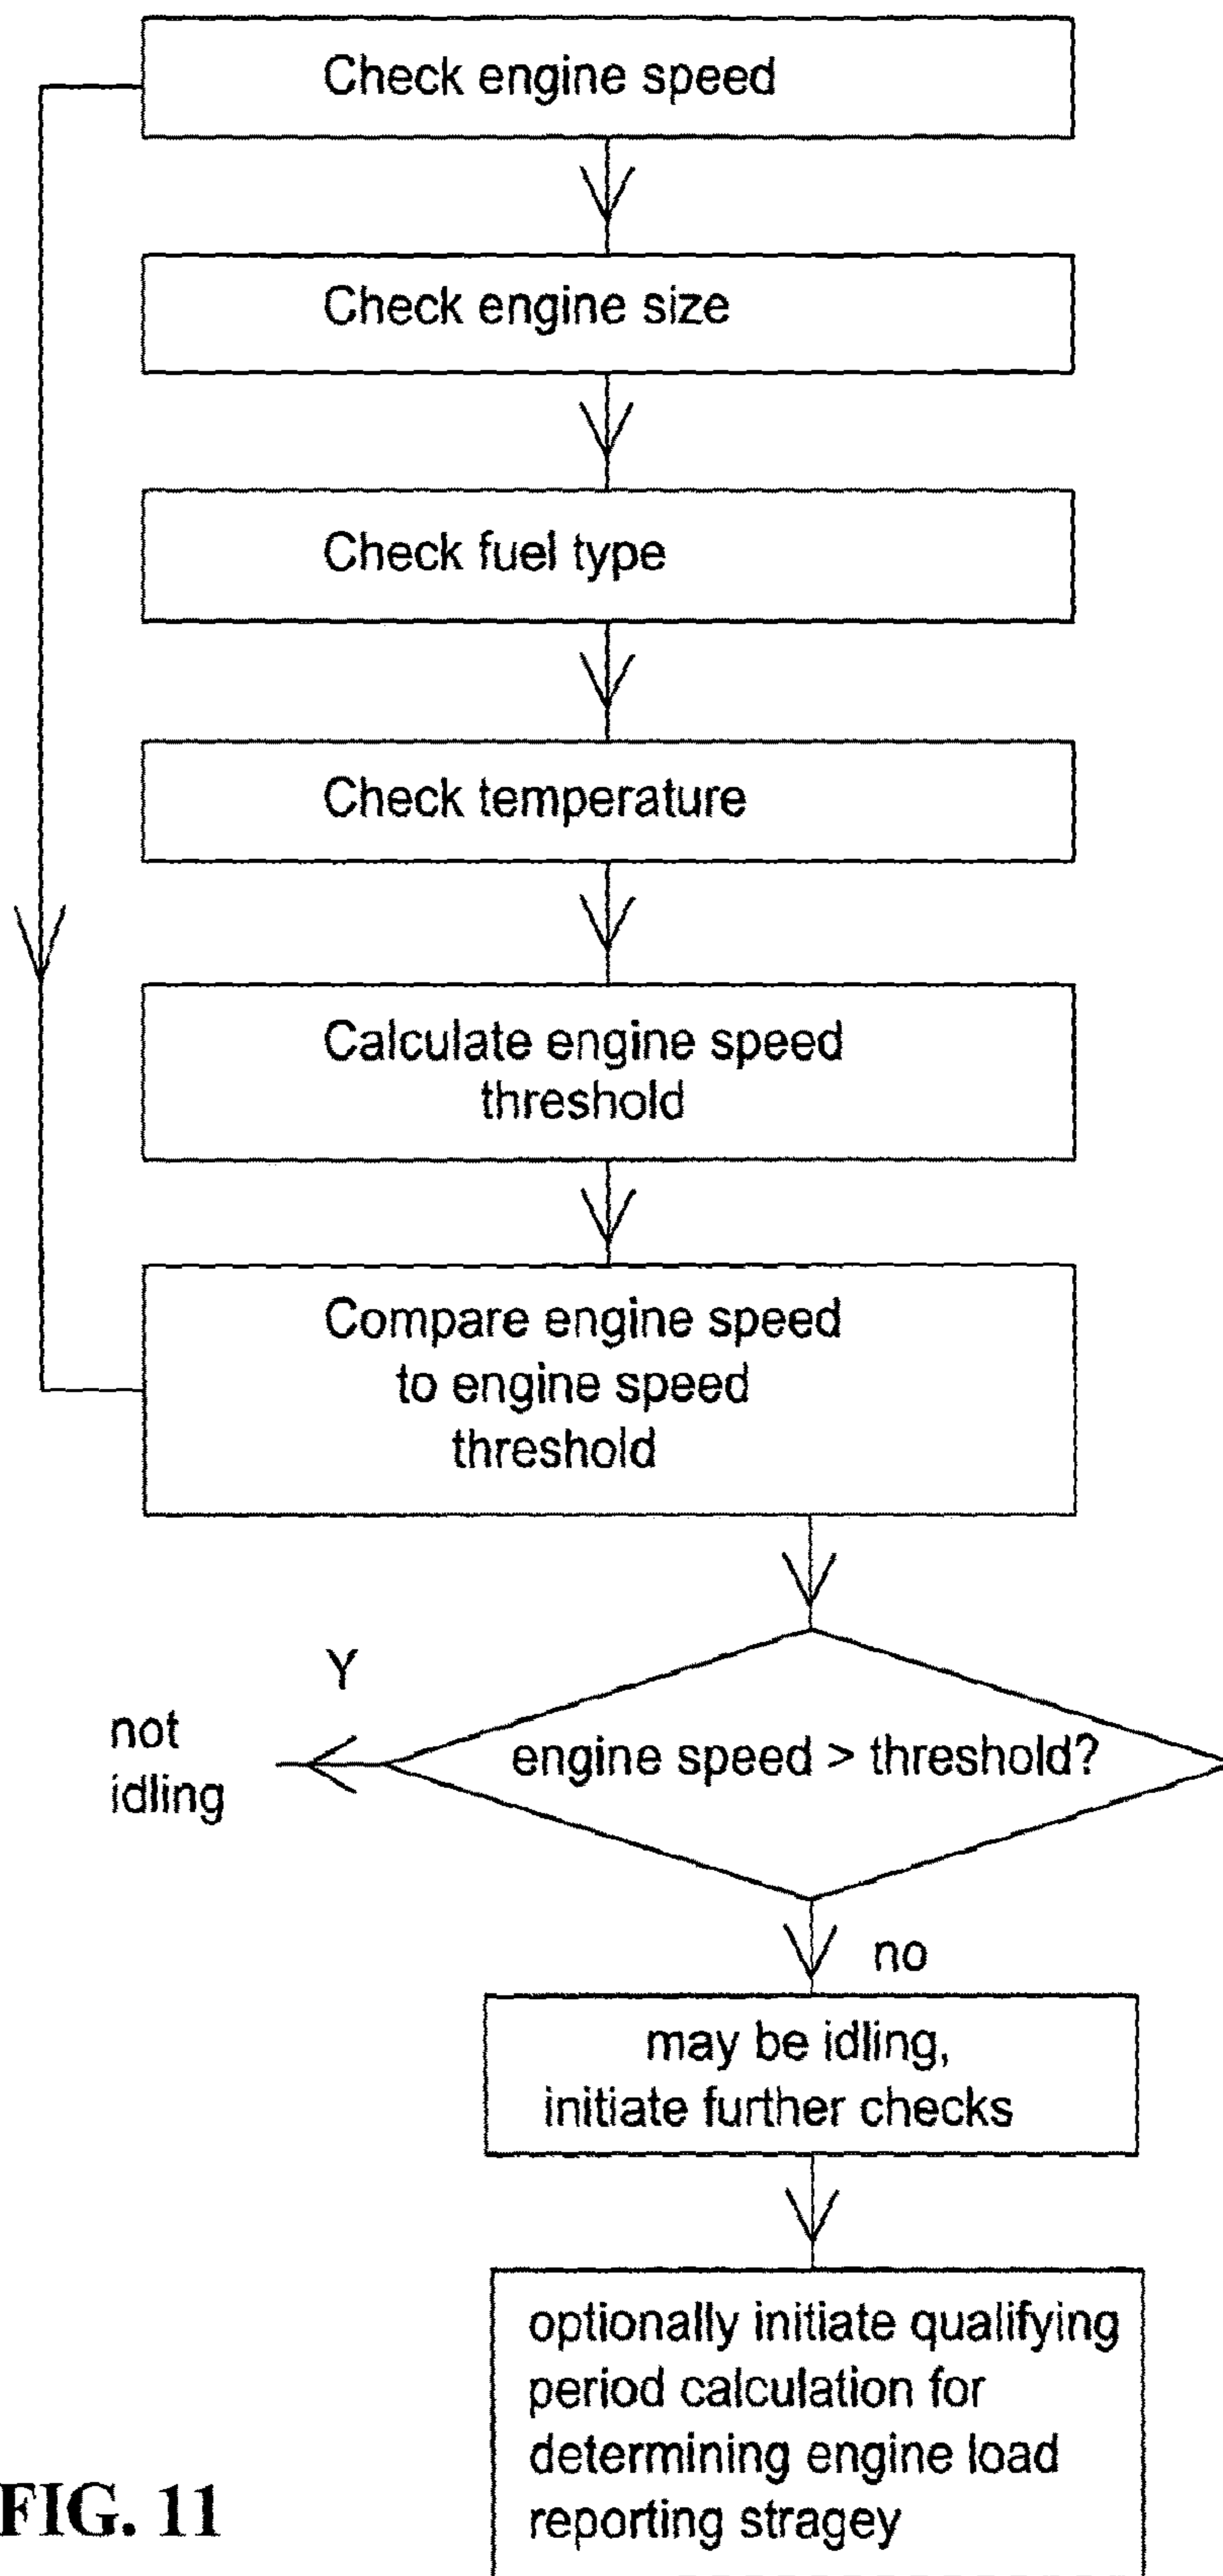 Check engine speed
Check engine size
Check fuel type
Check temperature
Calculate engine speed
threshold
Compare engine speed
to engine speed
threshold
Y
not
idling
engine speed > threshold?
no
may be idling,
initiate further checks
optionally initiate qualifying
period calculation for
determining engine load
reporting stragey
FIG. 11